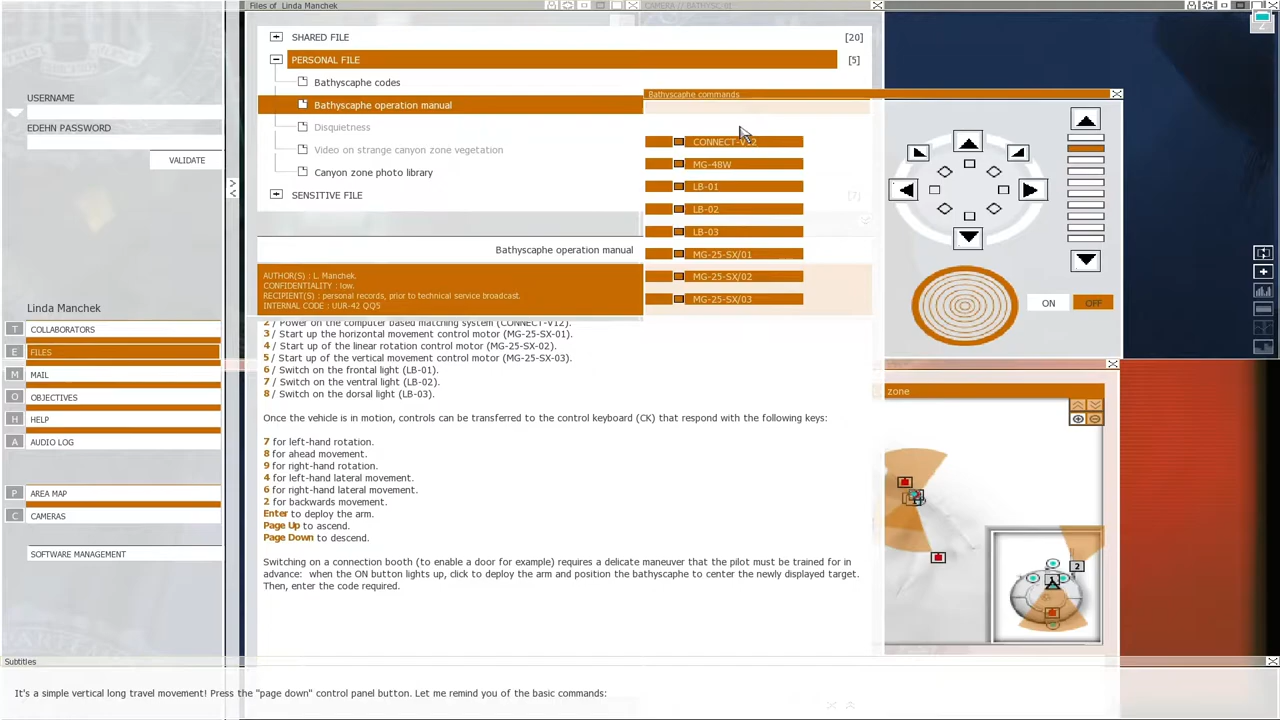 Files of Linda Manchek
CAMERA // BATHYSC
SHARED FILE [20]
PERSONAL FILE [5]
Bathyscaphe codes
Bathyscaphe operation manual
Disquietness
Video on strange canyon zone vegetation
Canyon zone photo library
SENSITIVE FILE [7]
USERNAME
EDEHN PASSWORD
VALIDATE
Linda Manchek
T COLLABORATORS
E FILES
M MAIL
O OBJECTIVES
H HELP
A AUDIO LOG
P AREA MAP
C CAMERAS
SOFTWARE MANAGEMENT
Bathyscaphe commands
CONNECT-V12
MG-48W
LB-01
LB-02
LB-03
MG-25-SX/01
MG-25-SX/02
MG-25-SX/03
ON OFF
Bathyscaphe operation manual
AUTHOR(S) : L. Manchek.
CONFIDENTIALITY : low.
RECIPIENT(S) : personal records, prior to technical service broadcast.
INTERNAL CODE : UUR-42 QQ5
2 / Power on the computer based matching system (CONNECT-V12).
3 / Start up the horizontal movement control motor (MG-25-SX-01).
4 / Start up of the linear rotation control motor (MG-25-SX-02).
5 / Start up of the vertical movement control motor (MG-25-SX-03).
6 / Switch on the frontal light (LB-01).
7 / Switch on the ventral light (LB-02).
8 / Switch on the dorsal light (LB-03).
Once the vehicle is in motion, controls can be transferred to the control keyboard (CK) that respond with the following keys:
7 for left-hand rotation.
8 for ahead movement.
9 for right-hand rotation.
4 for left-hand lateral movement.
6 for right-hand lateral movement.
2 for backwards movement.
Enter to deploy the arm.
Page Up to ascend.
Page Down to descend.
Switching on a connection booth (to enable a door for example) requires a delicate maneuver that the pilot must be trained for in
advance: when the ON button lights up, click to deploy the arm and position the bathyscaphe to center the newly displayed target.
Then, enter the code required.
zone
2
1
Subtitles
It's a simple vertical long travel movement! Press the "page down" control panel button. Let me remind you of the basic commands: